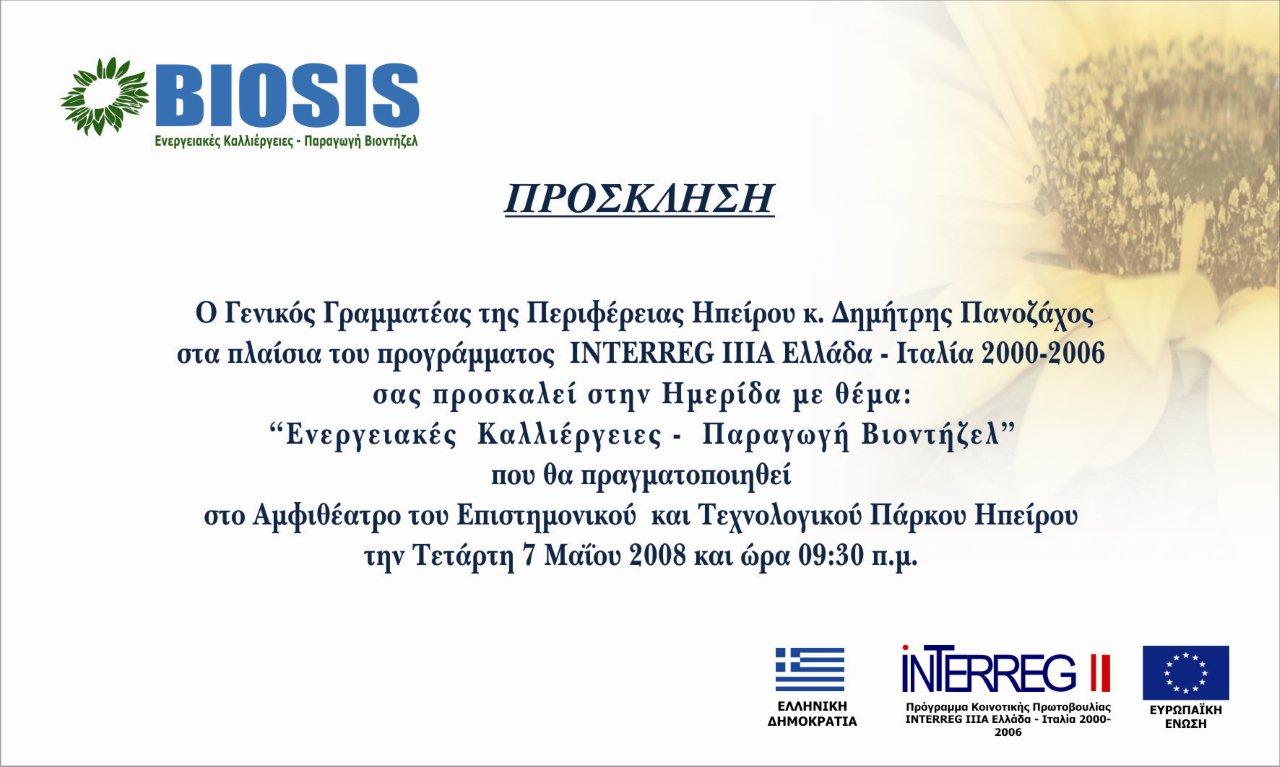 BIOSIS
Ενεργειακές Καλλιέργειες - Παραγωγή Βιοντήζελ
ΠΡΟΣΚΛΗΣΗ
Ο Γενικός Γραμματέας της Περιφέρειας Ηπείρου κ. Δημήτρης Πανοζάχος
στα πλαίσια του προγράμματος INTERREG IIIA Ελλάδα - Ιταλία 2000-2006
σας προσκαλεί στην Ημερίδα με θέμα:
“Ενεργειακές Καλλιέργειες - Παραγωγή Βιοντήζελ”
που θα πραγματοποιηθεί
στο Αμφιθέατρο του Επιστημονικού και Τεχνολογικού Πάρκου Ηπείρου
την Τετάρτη 7 Μαΐου 2008 και ώρα 09:30 π.μ.
ΕΛΛΗΝΙΚΗ
ΔΗΜΟΚΡΑΤΙΑ
iNTERREG II
Πρόγραμμα Κοινοτικής Πρωτοβουλίας
INTERREG IIIA Ελλάδα - Ιταλία 2000-
2006
ΕΥΡΩΠΑΪΚΗ
ΕΝΩΣΗ